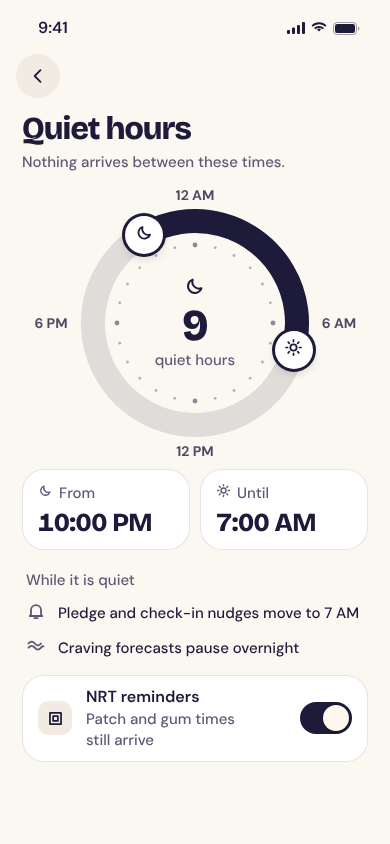 9:41
Quiet hours
Nothing arrives between these times.
12 AM
6 PM
9
quiet hours
6 AM
12 PM
From
10:00 PM
Until
7:00 AM
While it is quiet
Pledge and check-in nudges move to 7 AM
Craving forecasts pause overnight
NRT reminders
Patch and gum times
still arrive